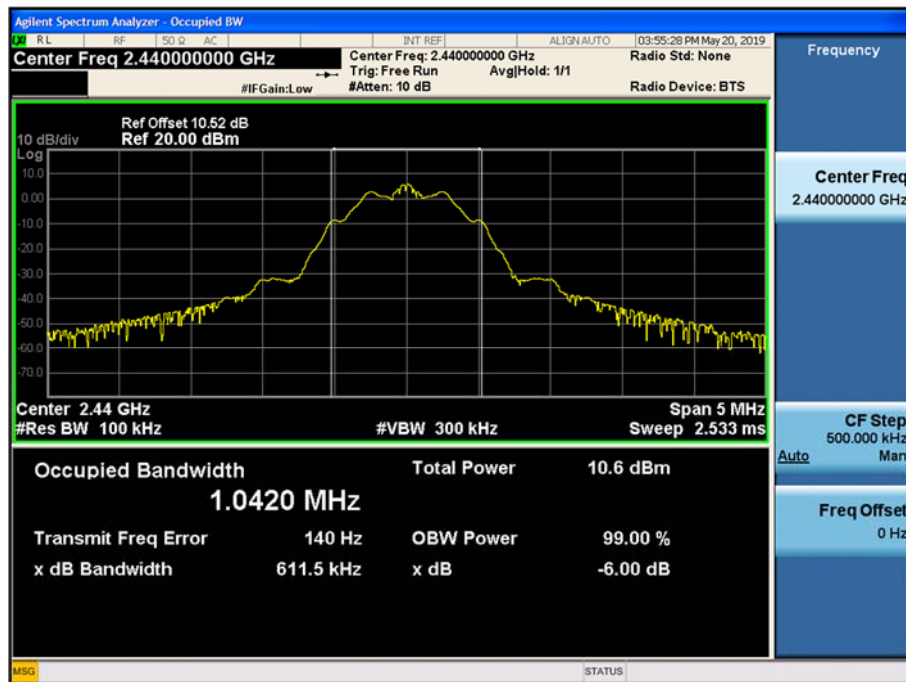 Agilent Spectrum Analyzer - Occupied BW
LXI RL RF 50 Ω AC INT REF ALIGN AUTO 03:55:28 PM May 20, 2019
Center Freq 2.440000000 GHz
Center Freq: 2.440000000 GHz Radio Std: None
Trig: Free Run Avg|Hold: 1/1
#IFGain:Low #Atten: 10 dB Radio Device: BTS
Ref Offset 10.52 dB
10 dB/div Ref 20.00 dBm
Log
10.0
0.00
-10.0
-20.0
-30.0
-40.0
-50.0
-60.0
-70.0
Center 2.44 GHz Span 5 MHz
#Res BW 100 kHz #VBW 300 kHz Sweep 2.533 ms
Occupied Bandwidth Total Power 10.6 dBm
1.0420 MHz
Transmit Freq Error 140 Hz OBW Power 99.00 %
x dB Bandwidth 611.5 kHz x dB -6.00 dB
MSG STATUS
Frequency
Center Freq
2.440000000 GHz
CF Step
500.000 kHz
Auto Man
Freq Offset
0 Hz